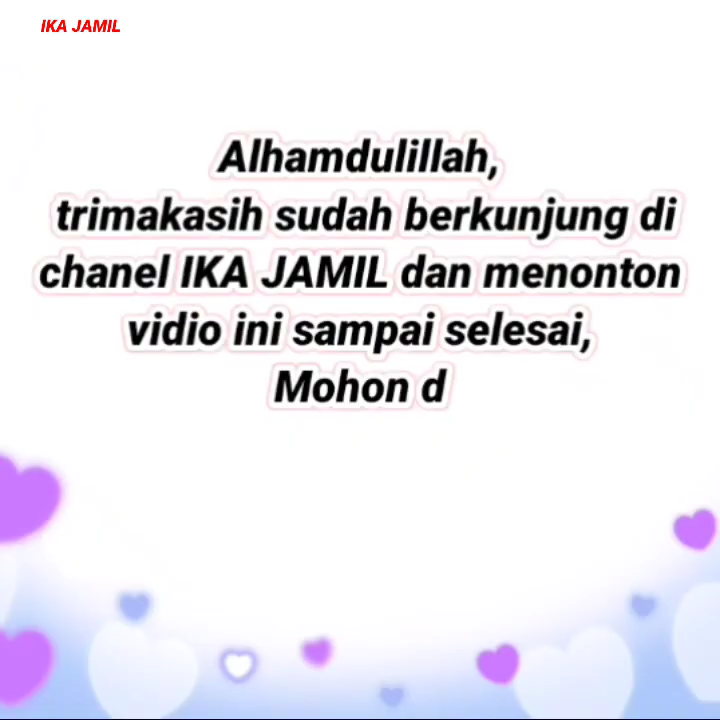 IKA JAMIL
Alhamdulillah,
trimakasih sudah berkunjung di
chanel IKA JAMIL dan menonton
vidio ini sampai selesai,
Mohon d